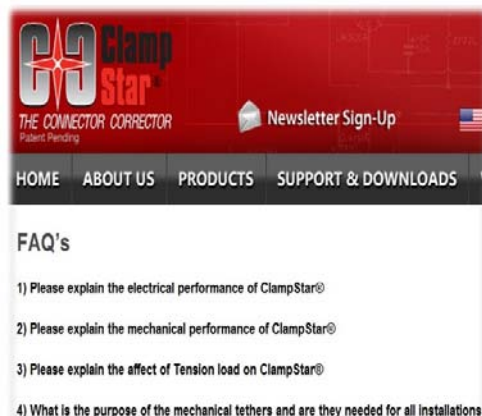 Clamp
Star®
THE CONNECTOR CORRECTOR
Patent Pending
Newsletter Sign-Up
HOME ABOUT US PRODUCTS SUPPORT & DOWNLOADS
FAQ's
1) Please explain the electrical performance of ClampStar®
2) Please explain the mechanical performance of ClampStar®
3) Please explain the affect of Tension load on ClampStar®
4) What is the purpose of the mechanical tethers and are they needed for all installations